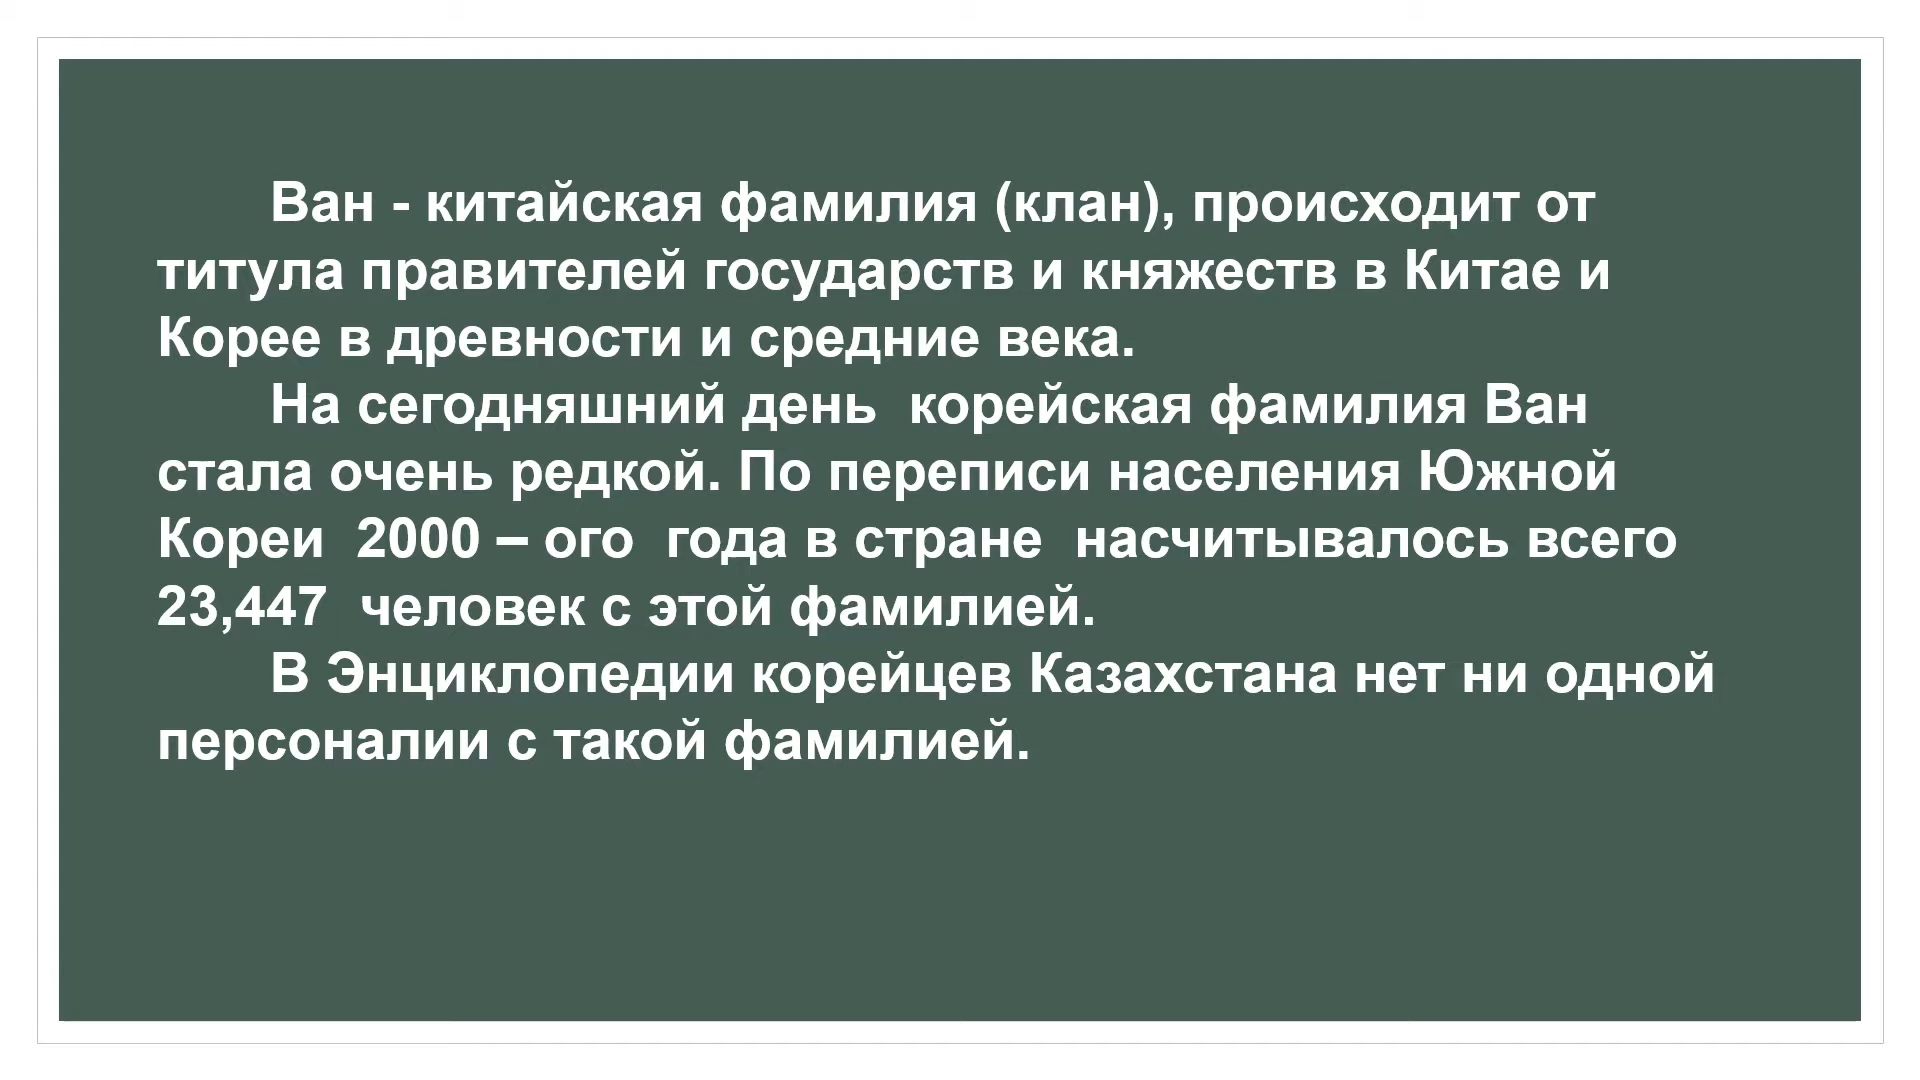 Ван - китайская фамилия (клан), происходит от
титула правителей государств и княжеств в Китае и
Корее в древности и средние века.
На сегодняшний день  корейская фамилия Ван
стала очень редкой. По переписи населения Южной
Кореи  2000 – ого  года в стране  насчитывалось всего
23,447  человек с этой фамилией.
В Энциклопедии корейцев Казахстана нет ни одной
персоналии с такой фамилией.